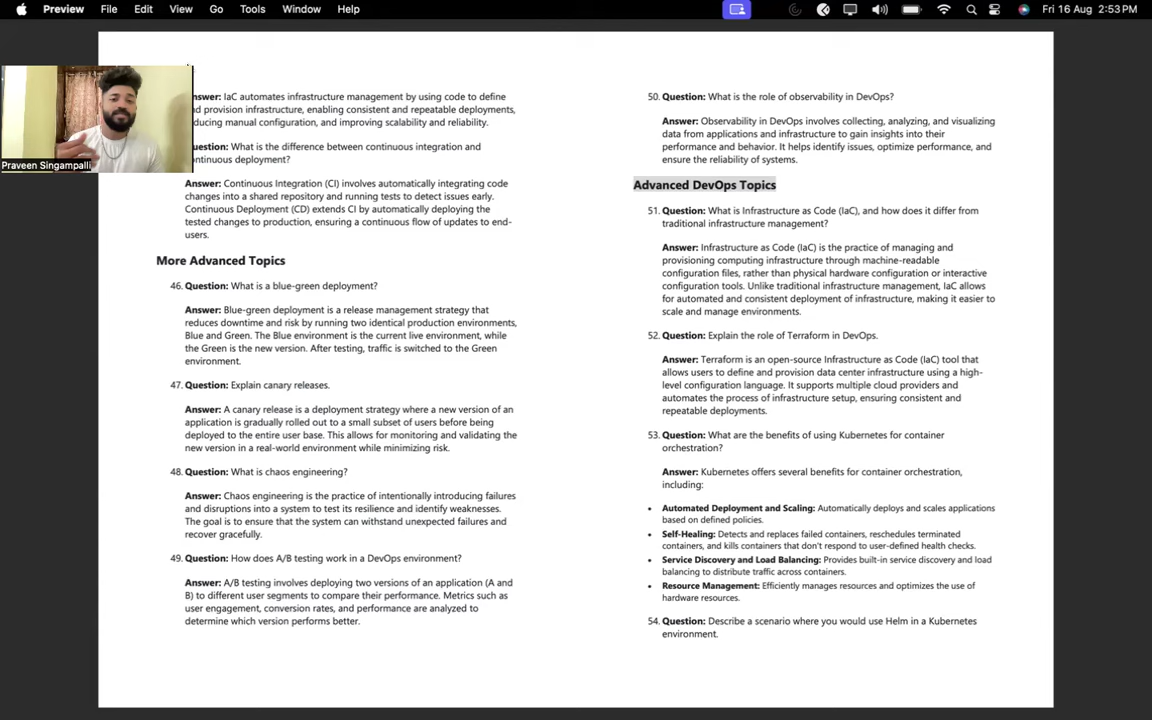 Preview File Edit View Go Tools Window Help Fri 16 Aug 2:53 PM
Praveen Singampalli
nswer: IaC automates infrastructure management by using code to define
d provision infrastructure, enabling consistent and repeatable deployments,
ducing manual configuration, and improving scalability and reliability.
uestion: What is the difference between continuous integration and
ntinuous deployment?
Answer: Continuous Integration (CI) involves automatically integrating code
changes into a shared repository and running tests to detect issues early.
Continuous Deployment (CD) extends CI by automatically deploying the
tested changes to production, ensuring a continuous flow of updates to end-
users.
More Advanced Topics
46. Question: What is a blue-green deployment?
Answer: Blue-green deployment is a release management strategy that
reduces downtime and risk by running two identical production environments,
Blue and Green. The Blue environment is the current live environment, while
the Green is the new version. After testing, traffic is switched to the Green
environment.
47. Question: Explain canary releases.
Answer: A canary release is a deployment strategy where a new version of an
application is gradually rolled out to a small subset of users before being
deployed to the entire user base. This allows for monitoring and validating the
new version in a real-world environment while minimizing risk.
48. Question: What is chaos engineering?
Answer: Chaos engineering is the practice of intentionally introducing failures
and disruptions into a system to test its resilience and identify weaknesses.
The goal is to ensure that the system can withstand unexpected failures and
recover gracefully.
49. Question: How does A/B testing work in a DevOps environment?
Answer: A/B testing involves deploying two versions of an application (A and
B) to different user segments to compare their performance. Metrics such as
user engagement, conversion rates, and performance are analyzed to
determine which version performs better.
50. Question: What is the role of observability in DevOps?
Answer: Observability in DevOps involves collecting, analyzing, and visualizing
data from applications and infrastructure to gain insights into their
performance and behavior. It helps identify issues, optimize performance, and
ensure the reliability of systems.
Advanced DevOps Topics
51. Question: What is Infrastructure as Code (IaC), and how does it differ from
traditional infrastructure management?
Answer: Infrastructure as Code (IaC) is the practice of managing and
provisioning computing infrastructure through machine-readable
configuration files, rather than physical hardware configuration or interactive
configuration tools. Unlike traditional infrastructure management, IaC allows
for automated and consistent deployment of infrastructure, making it easier to
scale and manage environments.
52. Question: Explain the role of Terraform in DevOps.
Answer: Terraform is an open-source Infrastructure as Code (IaC) tool that
allows users to define and provision data center infrastructure using a high-
level configuration language. It supports multiple cloud providers and
automates the process of infrastructure setup, ensuring consistent and
repeatable deployments.
53. Question: What are the benefits of using Kubernetes for container
orchestration?
Answer: Kubernetes offers several benefits for container orchestration,
including:
• Automated Deployment and Scaling: Automatically deploys and scales applications
based on defined policies.
• Self-Healing: Detects and replaces failed containers, reschedules terminated
containers, and kills containers that don't respond to user-defined health checks.
• Service Discovery and Load Balancing: Provides built-in service discovery and load
balancing to distribute traffic across containers.
• Resource Management: Efficiently manages resources and optimizes the use of
hardware resources.
54. Question: Describe a scenario where you would use Helm in a Kubernetes
environment.